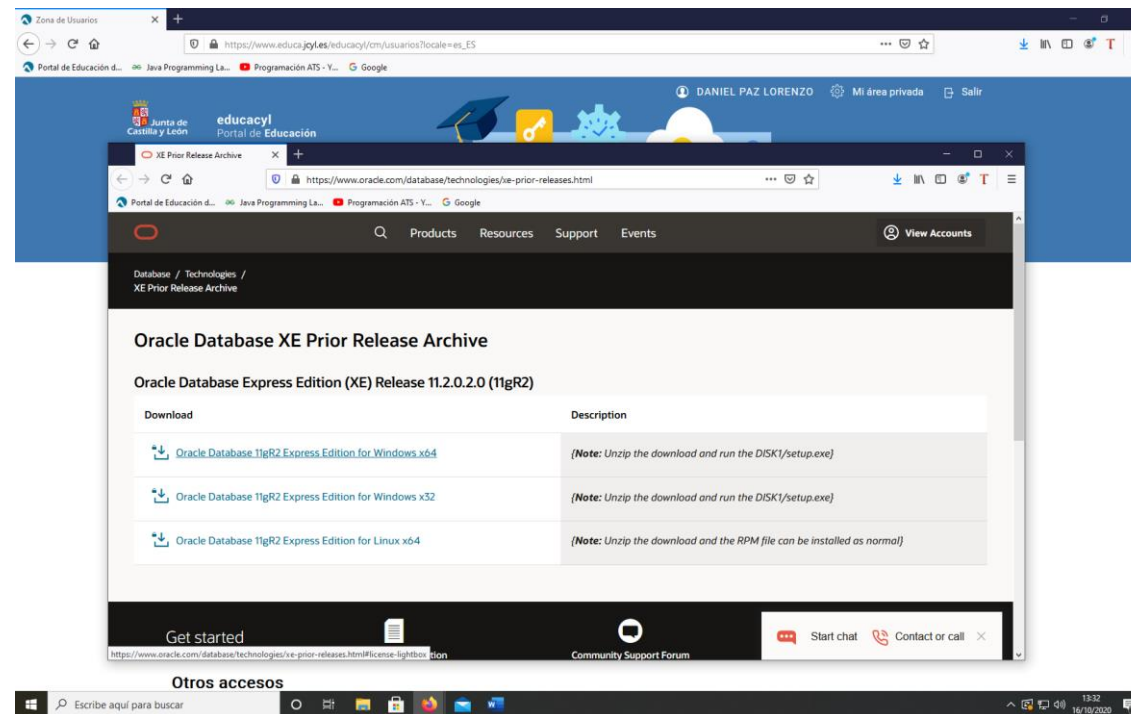 Zona de Usuarios
https://www.educa.jcyl.es/educacyl/cm/usuarios?locale=es_ES
Portal de Educación d... Java Programming La... Programación ATS - Y... Google
DANIEL PAZ LORENZO Mi área privada Salir
Junta de
Castilla y León
educacyl
Portal de Educación
XE Prior Release Archive
https://www.oracle.com/database/technologies/xe-prior-releases.html
Portal de Educación d... Java Programming La... Programación ATS - Y... Google
Products Resources Support Events View Accounts
Database / Technologies /
XE Prior Release Archive
Oracle Database XE Prior Release Archive
Oracle Database Express Edition (XE) Release 11.2.0.2.0 (11gR2)
Download Description
Oracle Database 11gR2 Express Edition for Windows x64 {Note: Unzip the download and run the DISK1/setup.exe}
Oracle Database 11gR2 Express Edition for Windows x32 {Note: Unzip the download and run the DISK1/setup.exe}
Oracle Database 11gR2 Express Edition for Linux x64 {Note: Unzip the download and the RPM file can be installed as normal}
Get started
Start chat Contact or call
https://www.oracle.com/database/technologies/xe-prior-releases.html#license-lightbox
Community Support Forum
Otros accesos
Escribe aquí para buscar
13:32
16/10/2020